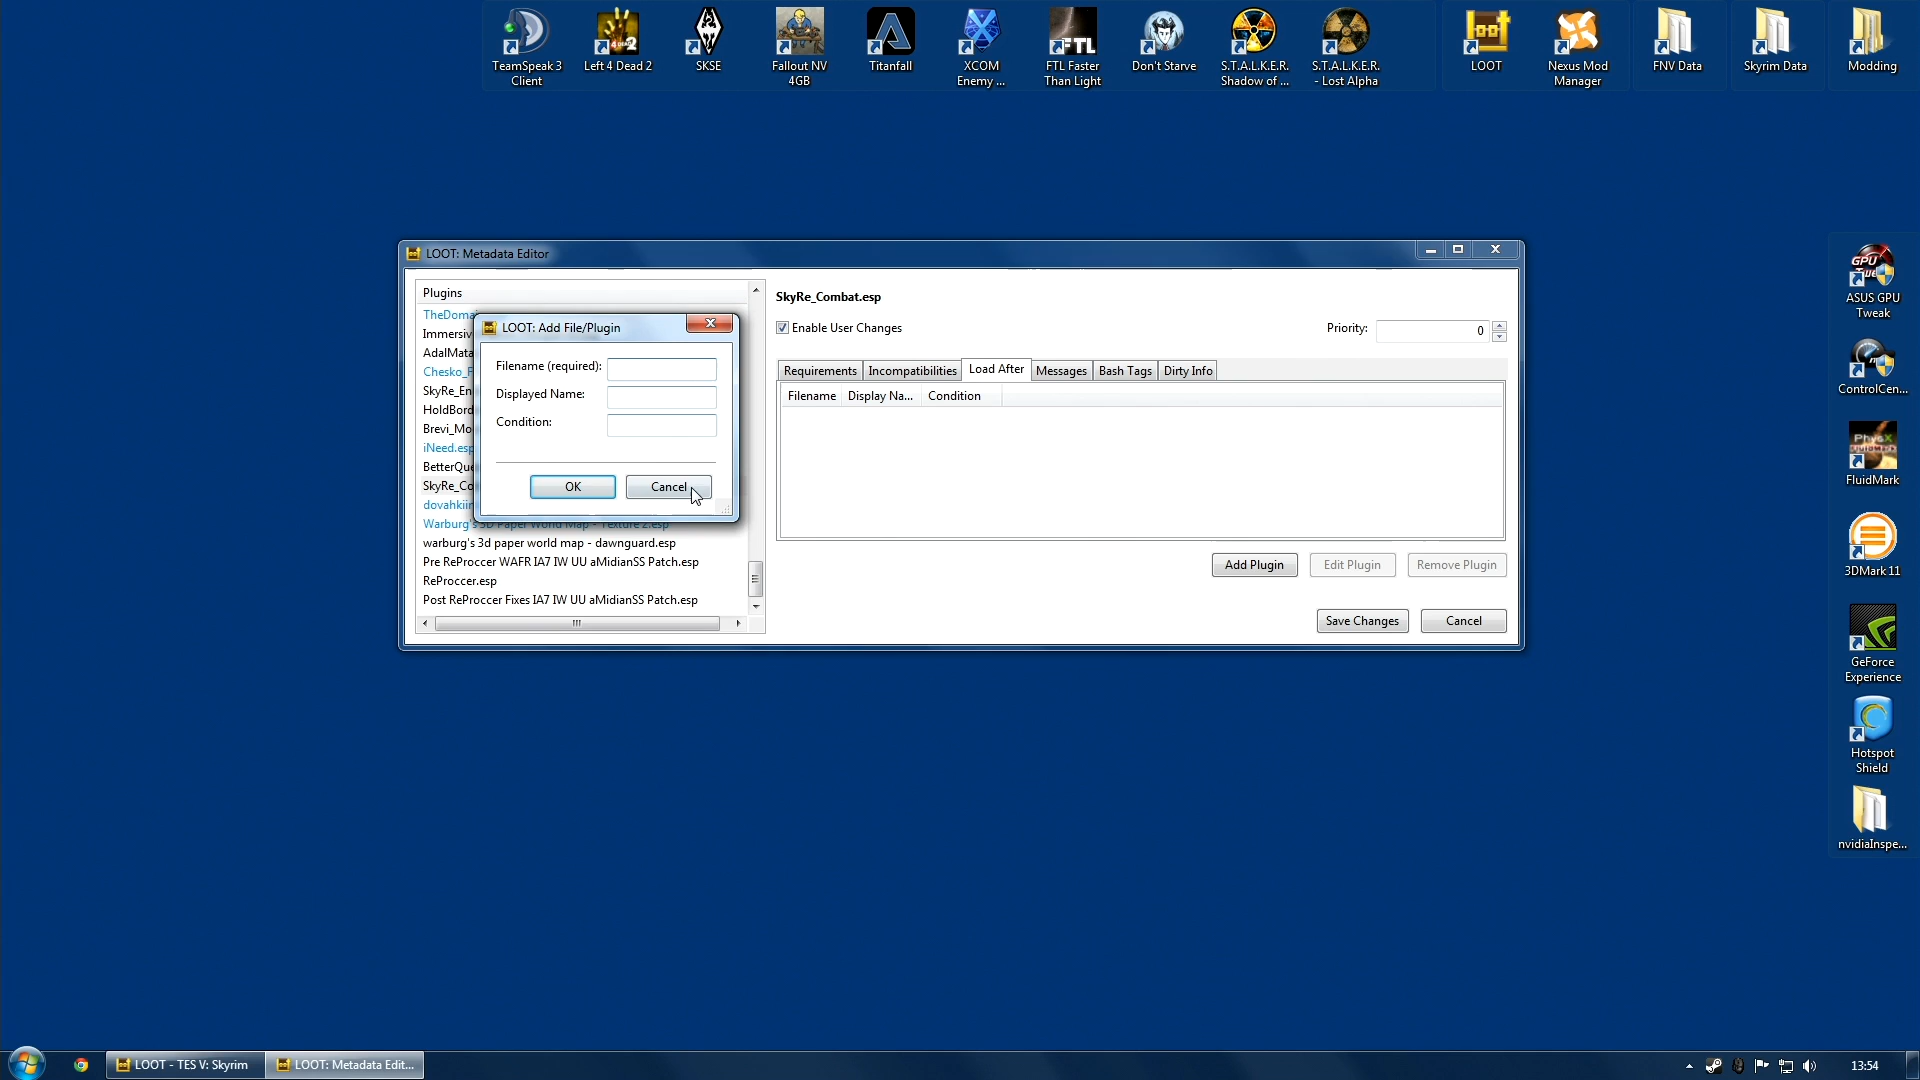 TeamSpeak 3
Client
Left 4 Dead 2
SKSE
Fallout NV
4GB
Titanfall
XCOM
Enemy ...
FTL
FTL Faster
Than Light
Don't Starve
S.T.A.L.K.E.R.
Shadow of ...
S.T.A.L.K.E.R.
- Lost Alpha
LOOT
Nexus Mod
Manager
FNV Data
Skyrim Data
Modding
ASUS GPU
Tweak
ControlCen...
FluidMark
3DMark 11
GeForce
Experience
Hotspot
Shield
nvidiaInspe...
LOOT: Metadata Editor
Plugins
TheDomai
Immersiv
AdalMata
Chesko_F
SkyRe_En
HoldBord
Brevi_Mo
iNeed.esp
BetterQue
SkyRe_Co
dovahkiin
Warburg's 3D Paper World Map - Texture 2.esp
warburg's 3d paper world map - dawnguard.esp
Pre ReProccer WAFR IA7 IW UU aMidianSS Patch.esp
ReProccer.esp
Post ReProccer Fixes IA7 IW UU aMidianSS Patch.esp
LOOT: Add File/Plugin
Filename (required):
Displayed Name:
Condition:
OK
Cancel
SkyRe_Combat.esp
Enable User Changes
Priority:
0
Requirements
Incompatibilities
Load After
Messages
Bash Tags
Dirty Info
Filename
Display Na...
Condition
Add Plugin
Edit Plugin
Remove Plugin
Save Changes
Cancel
LOOT - TES V: Skyrim
LOOT: Metadata Edit...
13:54